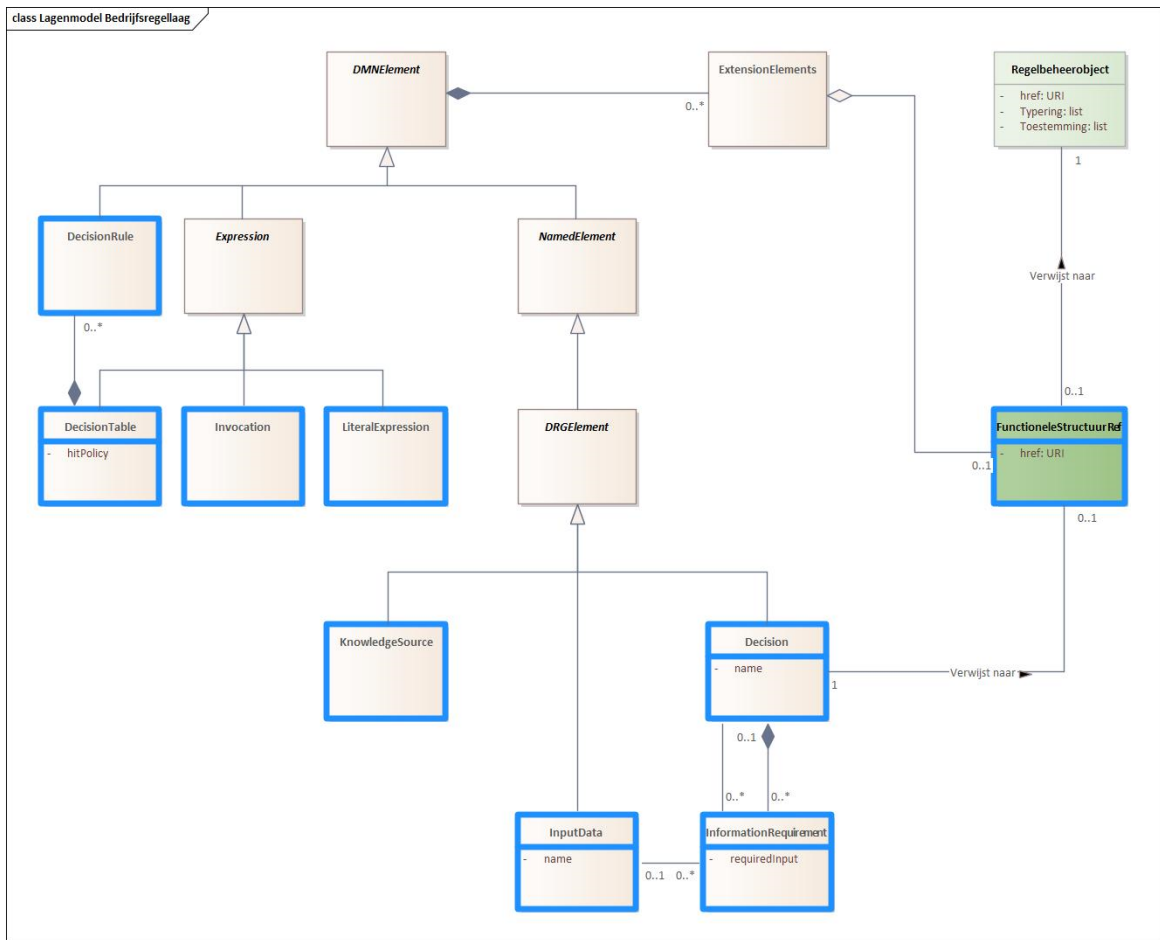 class Lagenmodel Bedrijfsregellaag
DMNElement
ExtensionElements
Regelbeheerobject
- href: URI
- Typering: list
- Toestemming: list
0..*
1
DecisionRule
Expression
NamedElement
Verwijst naar
0..*
0..1
DecisionTable
- hitPolicy
Invocation
LiteralExpression
DRGElement
FunctioneleStructuurRef
- href: URI
0..1
0..1
KnowledgeSource
Decision
- name
Verwijst naar
1
0..1
0..*
0..*
InputData
- name
InformationRequirement
- requiredInput
0..1
0..*